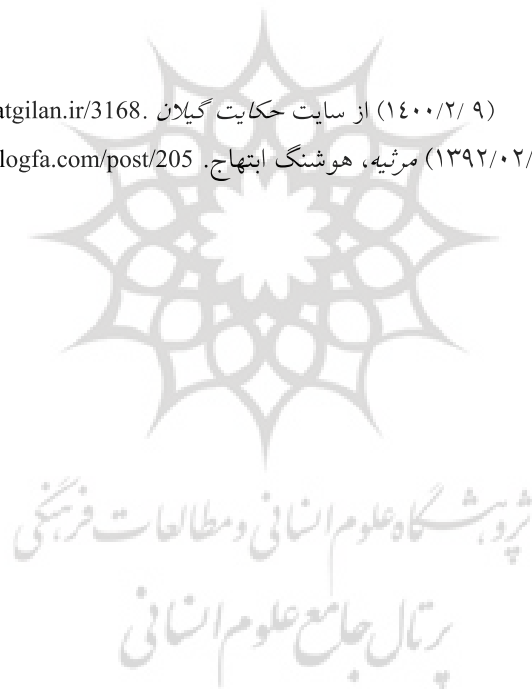 (۱٤۰۰/۲/ ۹) از سایت حکایت گیلان .atgilan.ir/3168
۱۳۹۲/۰۲/) مرثیه، هوشنگ ابتهاج. logfa.com/post/205
پژوهشگاه علوم انسانی و مطالعات فرهنگی
پرتال جامع علوم انسانی